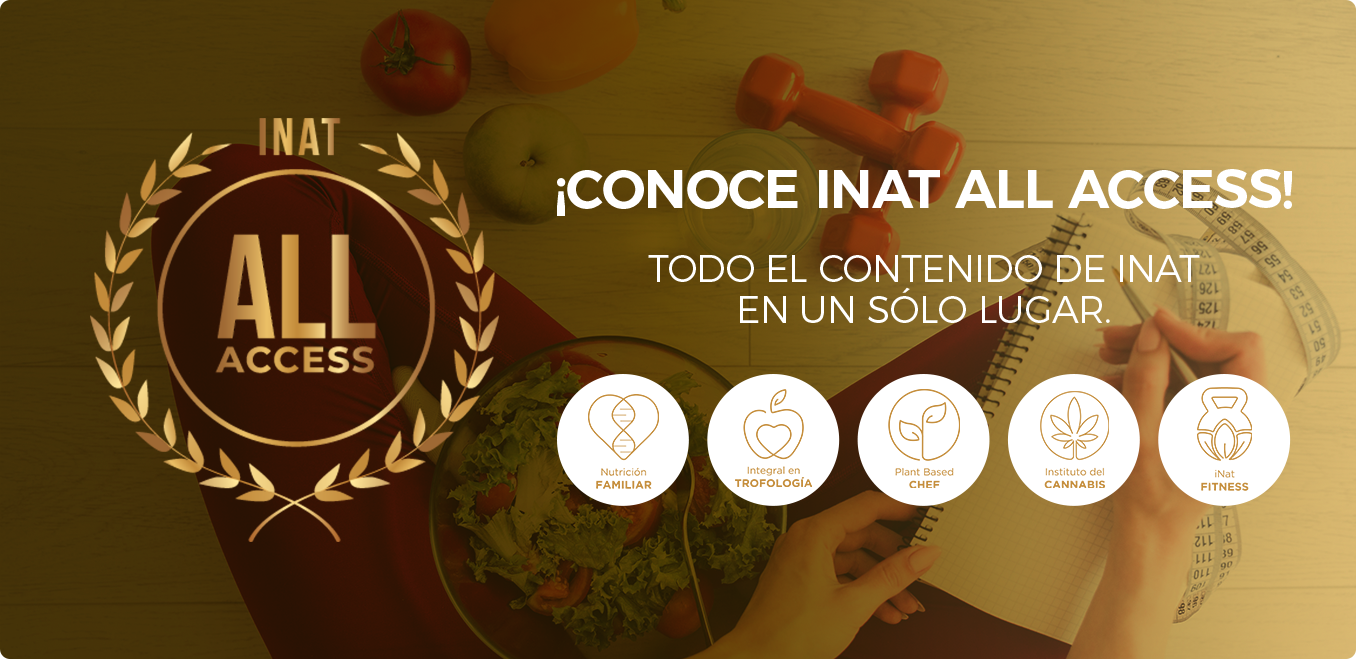 INAT
ALL
ACCESS
¡CONOCE INAT ALL ACCESS!
TODO EL CONTENIDO DE INAT
EN UN SÓLO LUGAR.
Nutrición
FAMILIAR
Integral en
TROFOLOGÍA
Plant Based
CHEF
Instituto del
CANNABIS
iNat
FITNESS